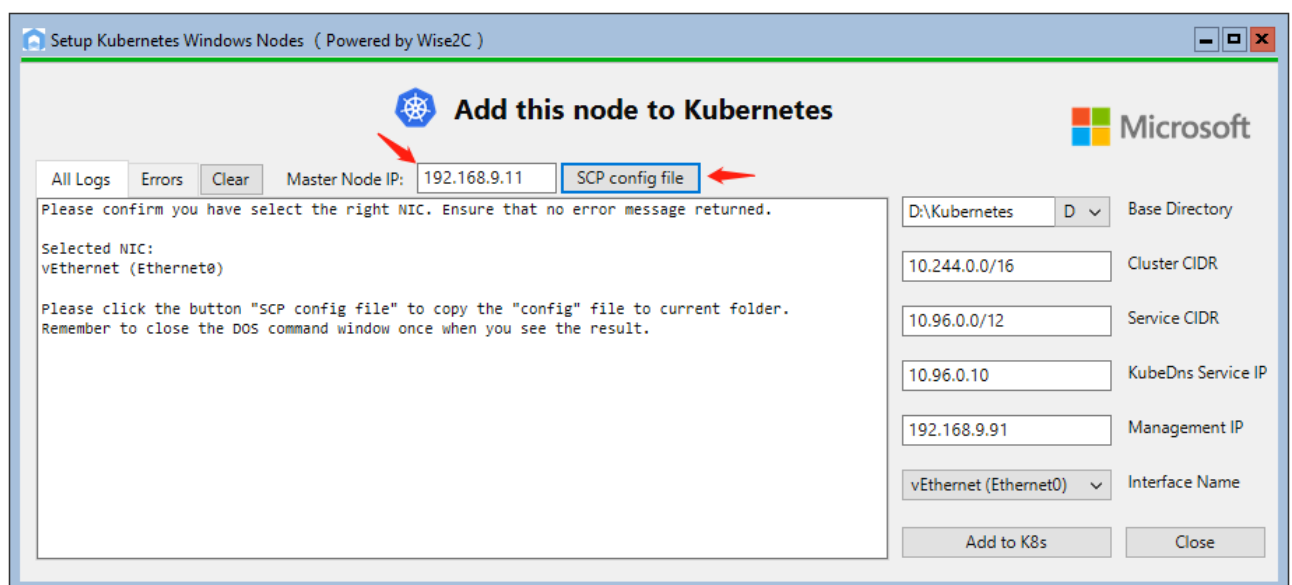 Setup Kubernetes Windows Nodes （Powered by Wise2C）
Add this node to Kubernetes
Microsoft
All Logs Errors Clear Master Node IP: 192.168.9.11 SCP config file
Please confirm you have select the right NIC. Ensure that no error message returned.
Selected NIC:
vEthernet (Ethernet0)
Please click the button "SCP config file" to copy the "config" file to current folder.
Remember to close the DOS command window once when you see the result.
D:\Kubernetes D Base Directory
10.244.0.0/16 Cluster CIDR
10.96.0.0/12 Service CIDR
10.96.0.10 KubeDns Service IP
192.168.9.91 Management IP
vEthernet (Ethernet0) Interface Name
Add to K8s Close